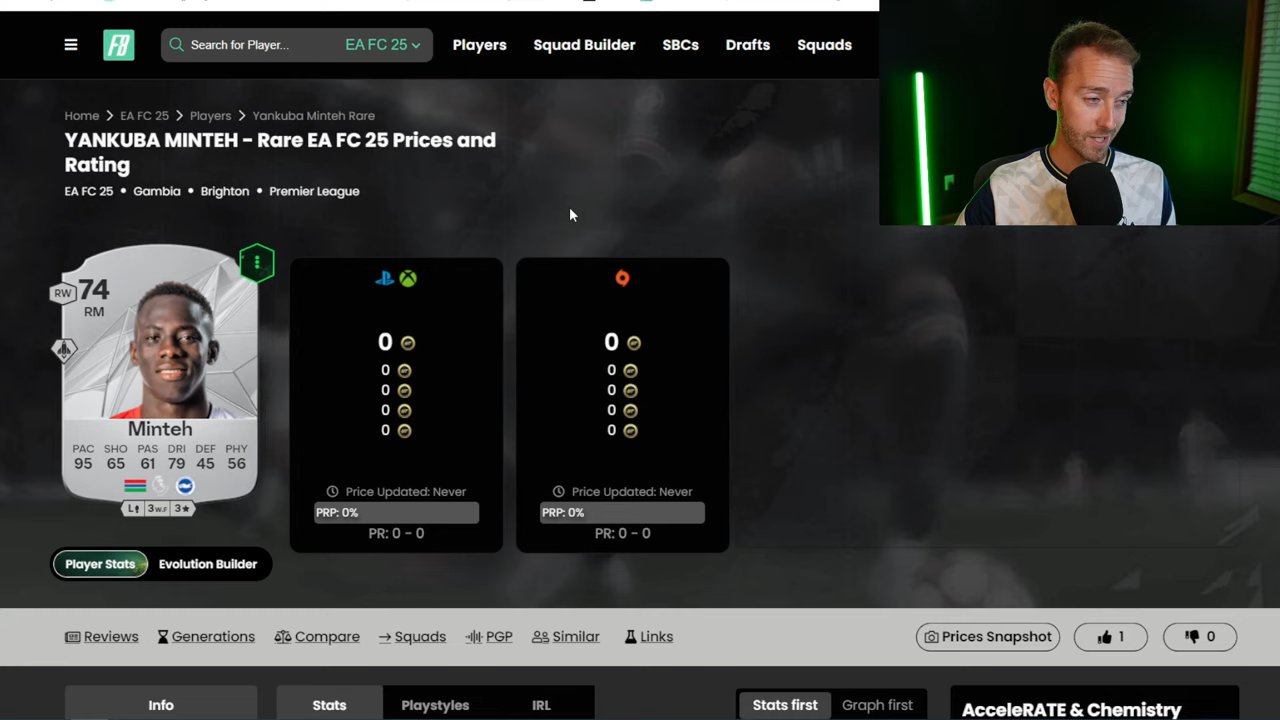 FB
Search for Player...
EA FC 25
Players
Squad Builder
SBCs
Drafts
Squads
Home > EA FC 25 > Players > Yankuba Minteh Rare
YANKUBA MINTEH - Rare EA FC 25 Prices and
Rating
EA FC 25 • Gambia • Brighton • Premier League
RW
74
RM
Minteh
PAC SHO PAS DRI DEF PHY
95 65 61 79 45 56
L 3 W.F 3★
0
0
0
0
0
Price Updated: Never
PRP: 0%
PR: 0 - 0
0
0
0
0
0
Price Updated: Never
PRP: 0%
PR: 0 - 0
Player Stats
Evolution Builder
Reviews
Generations
Compare
Squads
PGP
Similar
Links
Prices Snapshot
1
0
Info
Stats
Playstyles
IRL
Stats first
Graph first
AcceleRATE & Chemistry